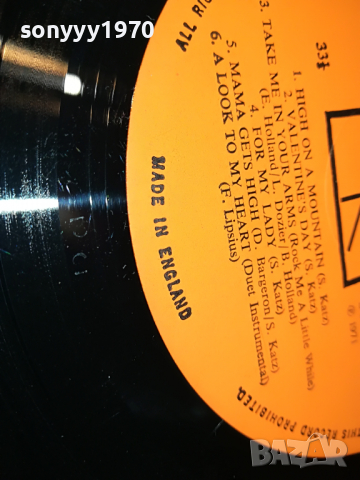 sonyyy1970
33⅓
ALL RIG
1. HIGH ON A MOUNTAIN (S. Katz)
2. VALENTINE'S DAY (S. Katz)
3. TAKE ME IN YOUR ARMS (Rock Me A Little While)
(E. Holland/L. Dozier/B. Holland)
4. FOR MY LADY (S. Katz)
5. MAMA GETS HIGH (D. Bargeron/S. Katz)
6. A LOOK TO MY HEART (Duet Instrumental)
(F. Lipsius)
℗ 1971
MADE IN ENGLAND
THIS RECORD PROHIBITED.
BAZAR